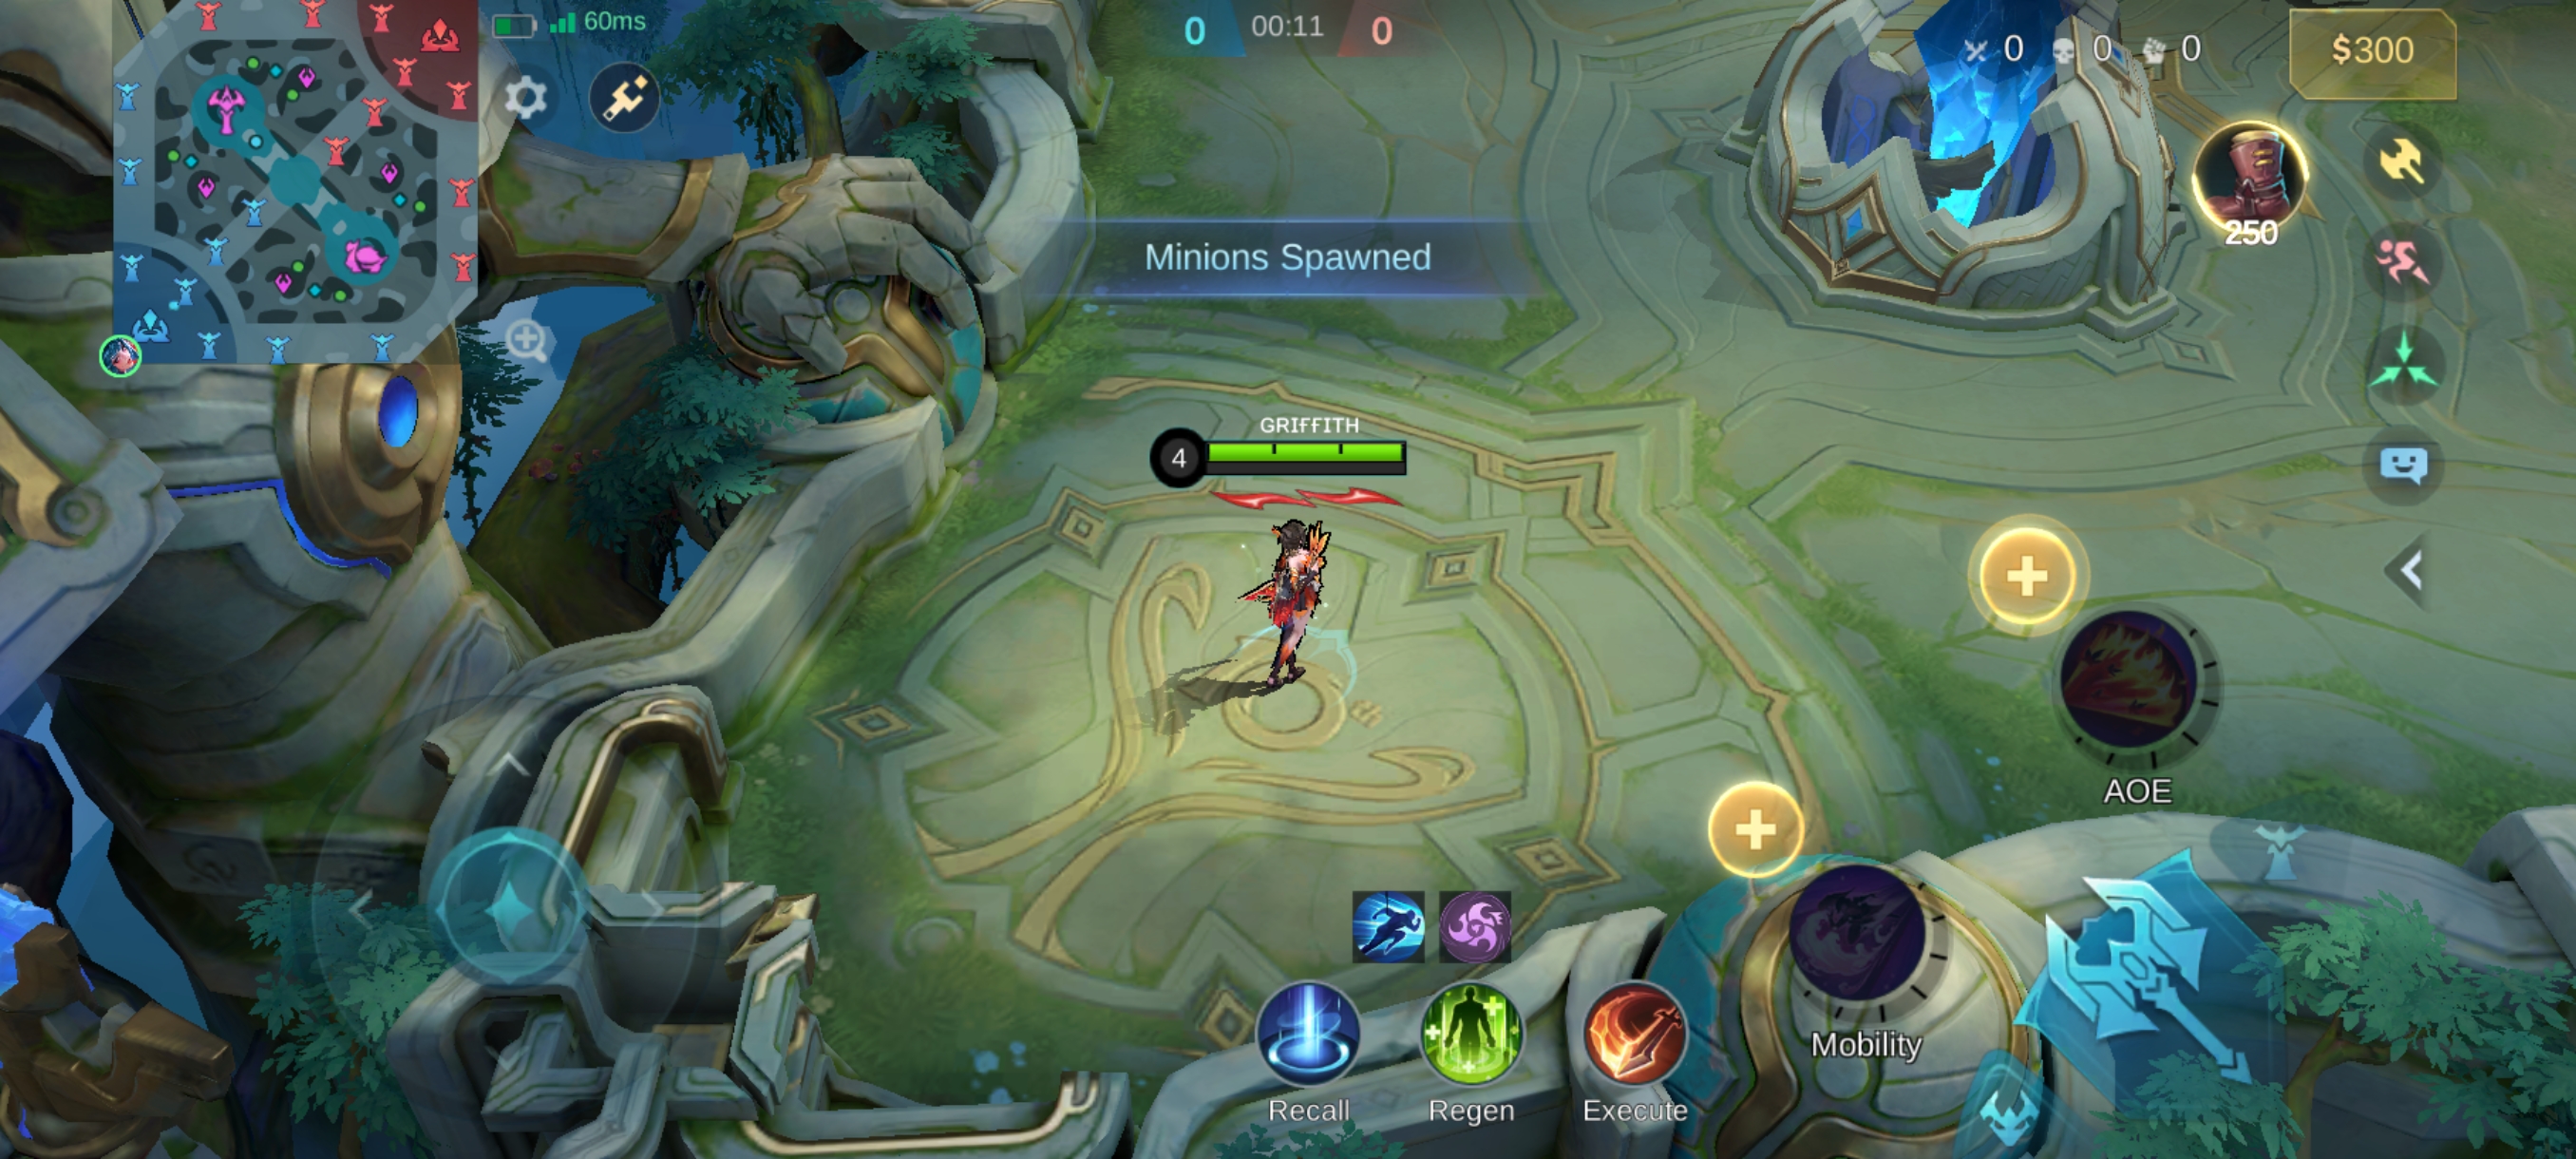 60ms
0 00:11 0
0 0 0
$300
250
Minions Spawned
GRIFFITH
4
AOE
Mobility
Recall Regen Execute